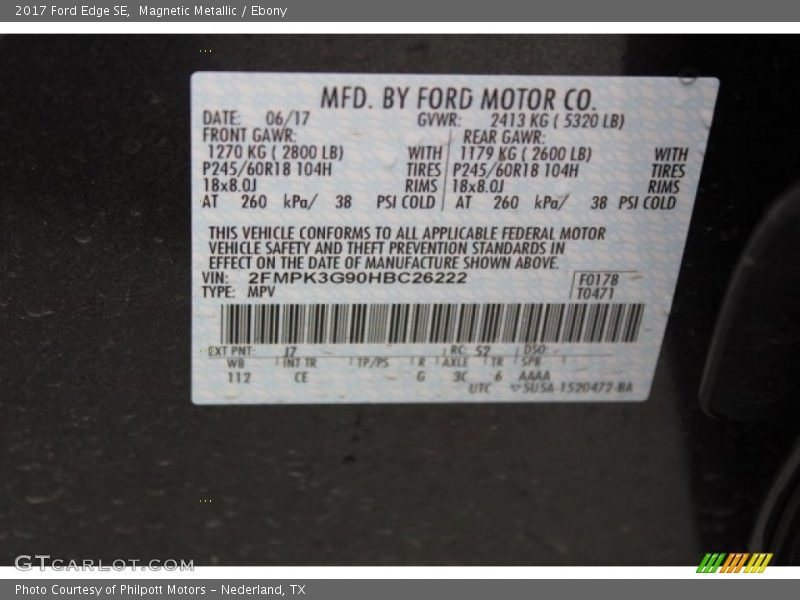 2017 Ford Edge SE,  Magnetic Metallic / Ebony
MFD. BY FORD MOTOR CO.
DATE: 06/17 GVWR: 2413 KG ( 5320 LB)
FRONT GAWR: REAR GAWR:
1270 KG ( 2800 LB) WITH 1179 KG ( 2600 LB) WITH
P245/60R18 104H TIRES P245/60R18 104H TIRES
18x8.0J RIMS 18x8.0J RIMS
AT 260 kPa/ 38 PSI COLD AT 260 kPa/ 38 PSI COLD
THIS VEHICLE CONFORMS TO ALL APPLICABLE FEDERAL MOTOR
VEHICLE SAFETY AND THEFT PREVENTION STANDARDS IN
EFFECT ON THE DATE OF MANUFACTURE SHOWN ABOVE.
VIN: 2FMPK3G90HBC26222 F0178
TYPE: MPV T0471
EXT PNT: J7 RC: 52 DSO:
WB INT TR TP/PS R AXLE TR SPR
112 CE G 3C 6 AAAA
UTC 5U5A-1520472-BA
GTCARLOT.COM
Photo Courtesy of Philpott Motors - Nederland, TX